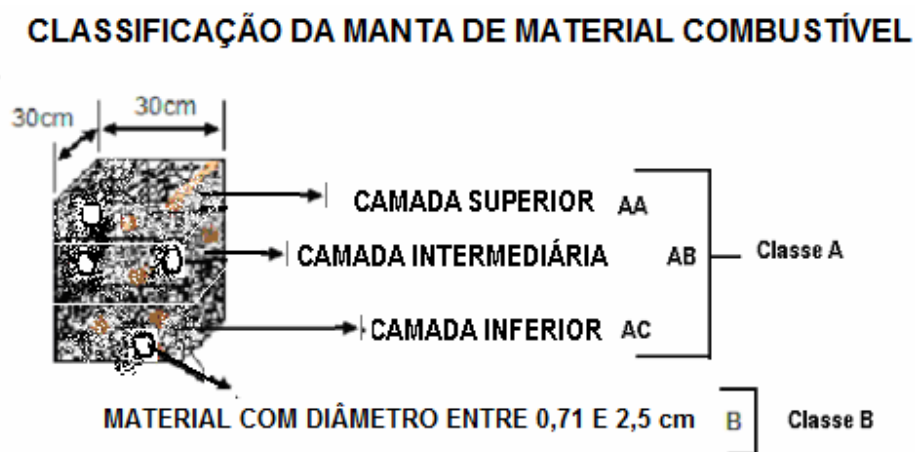 CLASSIFICAÇÃO DA MANTA DE MATERIAL COMBUSTÍVEL
30cm 30cm
CAMADA SUPERIOR AA
CAMADA INTERMEDIÁRIA AB Classe A
CAMADA INFERIOR AC
MATERIAL COM DIÂMETRO ENTRE 0,71 E 2,5 cm B Classe B